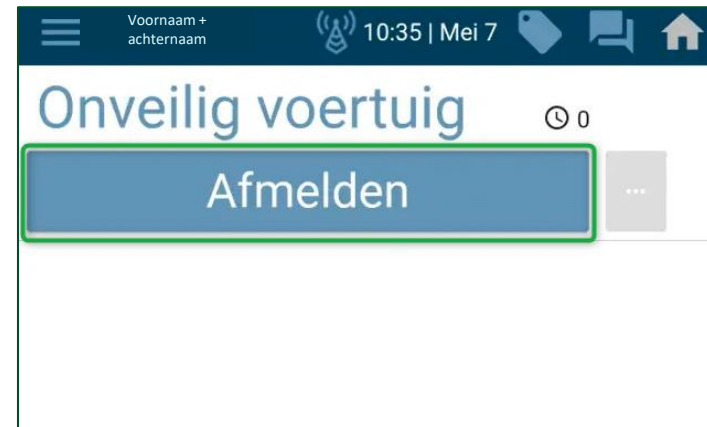 Voornaam +
achternaam
10:35 | Mei 7
Onveilig voertuig
0
Afmelden
...